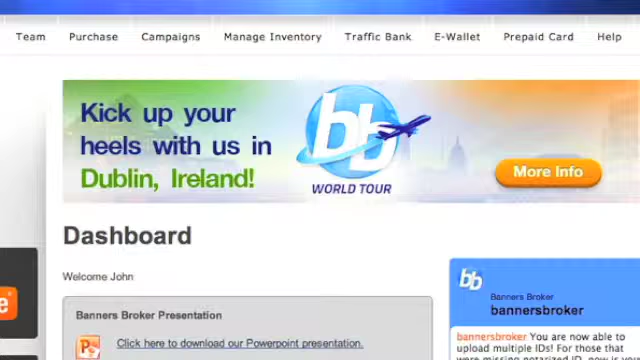 Team Purchase Campaigns Manage Inventory Traffic Bank E-Wallet Prepaid Card Help
Kick up your
heels with us in
Dublin, Ireland!
bb
WORLD TOUR
More Info
Dashboard
Welcome John
Banners Broker Presentation
Click here to download our Powerpoint presentation.
bb
Banners Broker
bannersbroker
bannersbroker You are now able to
upload multiple IDs! For those that
were missing notarized ID, now is